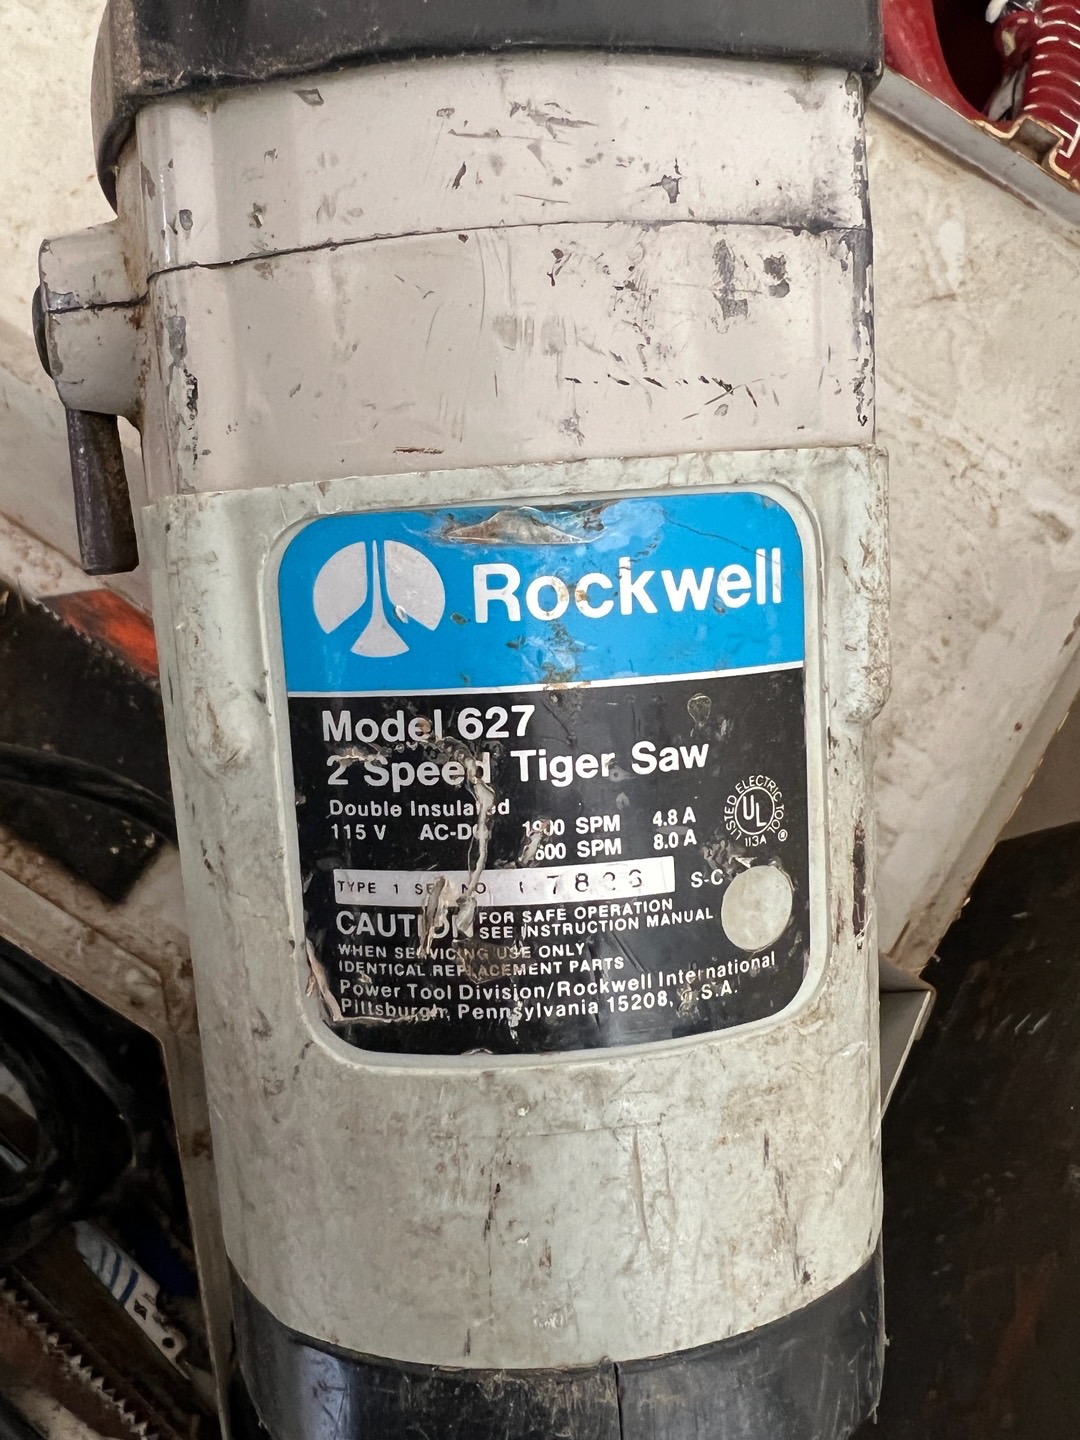 Rockwell
Model 627
2 Speed Tiger Saw
Double Insulated
115 V AC-DC SPM 4.8 A
SPM 8.0 A
LISTED ELECTRIC TOOL
UL
®
113A
TYPE 1 SER. NO.
S-C
CAUTION FOR SAFE OPERATION
SEE INSTRUCTION MANUAL
WHEN SERVICING USE ONLY
IDENTICAL REPLACEMENT PARTS
Power Tool Division/Rockwell International
Pittsburgh, Pennsylvania 15208, U.S.A.